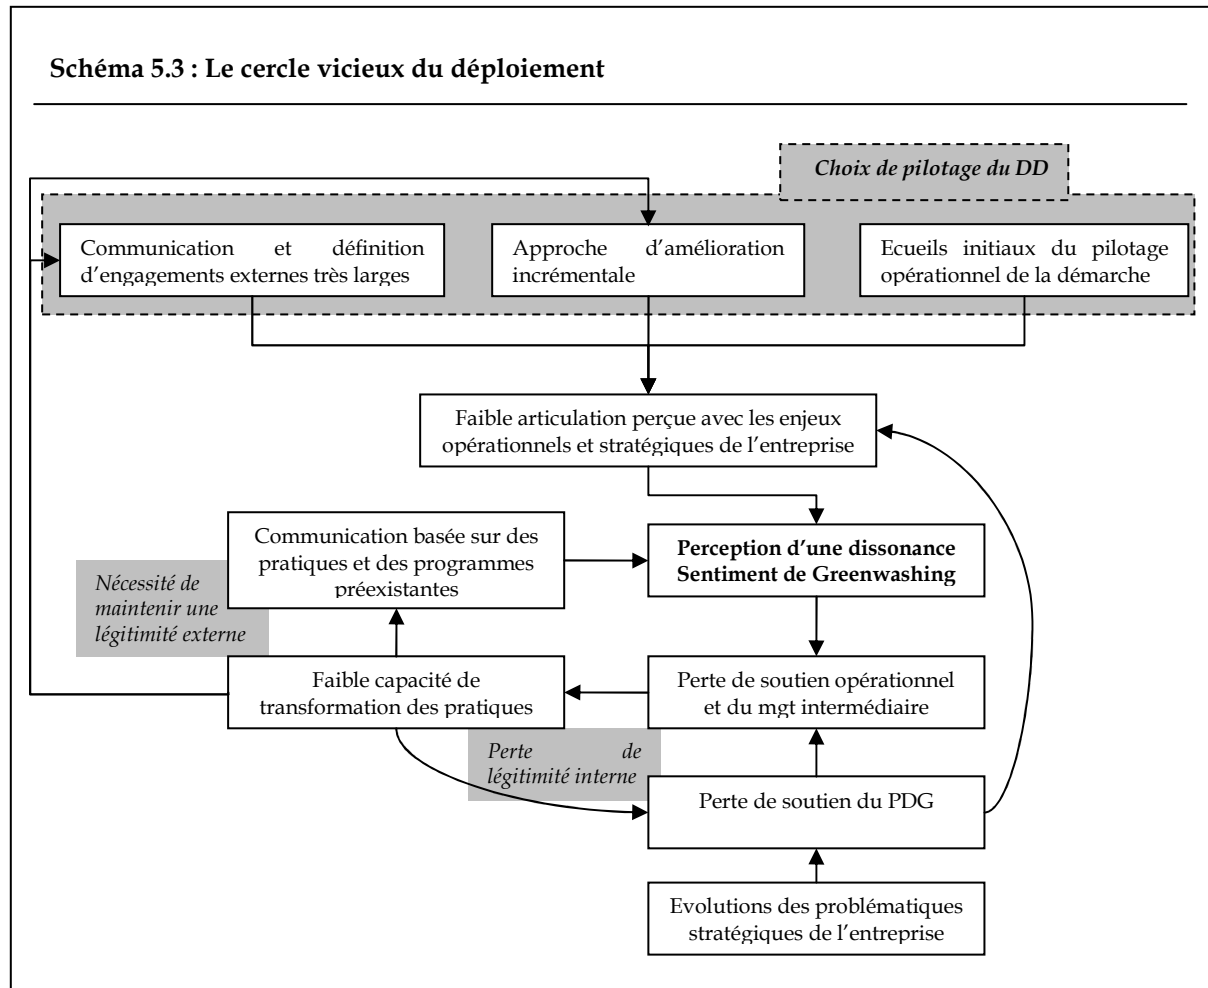 Schéma 5.3 : Le cercle vicieux du déploiement
Choix de pilotage du DD
Communication et définition
d'engagements externes très larges
Approche d'amélioration
incrémentale
Ecueils initiaux du pilotage
opérationnel de la démarche
Faible articulation perçue avec les enjeux
opérationnels et stratégiques de l'entreprise
Communication basée sur des
pratiques et des programmes
préexistantes
Perception d'une dissonance
Sentiment de Greenwashing
Nécessité de
maintenir une
légitimité externe
Faible capacité de
transformation des pratiques
Perte de soutien opérationnel
et du mgt intermédiaire
Perte de
légitimité interne
Perte de soutien du PDG
Evolutions des problématiques
stratégiques de l'entreprise